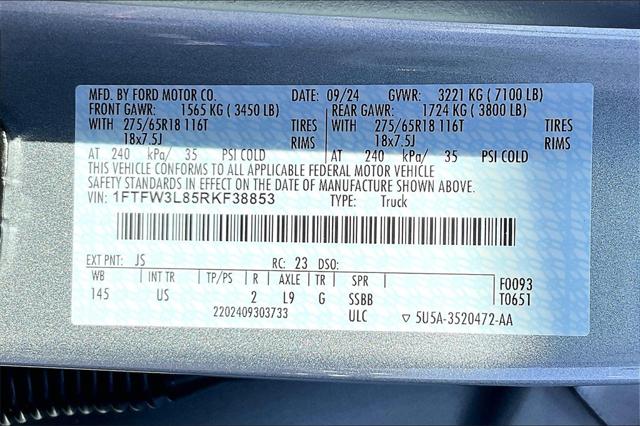 MFD. BY FORD MOTOR CO. DATE: 09/24 GVWR: 3221 KG ( 7100 LB)
FRONT GAWR: 1565 KG ( 3450 LB) REAR GAWR: 1724 KG ( 3800 LB)
WITH 275/65R18 116T TIRES WITH 275/65R18 116T TIRES
18x7.5J RIMS 18x7.5J RIMS
AT 240 kPa/ 35 PSI COLD AT 240 kPa/ 35 PSI COLD
THIS VEHICLE CONFORMS TO ALL APPLICABLE FEDERAL MOTOR VEHICLE
SAFETY STANDARDS IN EFFECT ON THE DATE OF MANUFACTURE SHOWN ABOVE.
VIN: 1FTFW3L85RKF38853 TYPE: Truck
EXT PNT: JS RC: 23 DSO:
WB INT TR TP/PS R AXLE TR SPR F0093
145 US 2 L9 G SSBB T0651
2202409303733 ULC ▽ 5U5A-3520472-AA